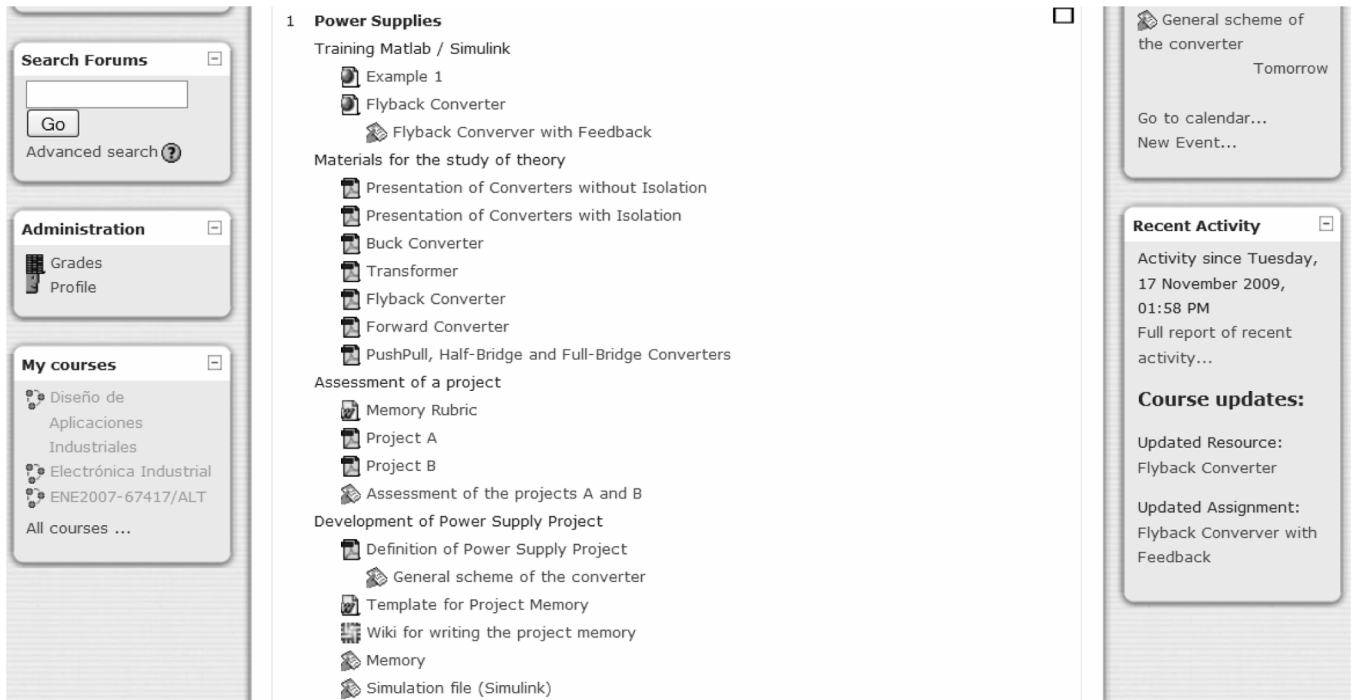 Search Forums
Go
Advanced search
Administration
Grades
Profile
My courses
Diseño de
Aplicaciones
Industriales
Electrónica Industrial
ENE2007-67417/ALT
All courses ...
1 Power Supplies
Training Matlab / Simulink
Example 1
Flyback Converter
Flyback Converver with Feedback
Materials for the study of theory
Presentation of Converters without Isolation
Presentation of Converters with Isolation
Buck Converter
Transformer
Flyback Converter
Forward Converter
PushPull, Half-Bridge and Full-Bridge Converters
Assessment of a project
Memory Rubric
Project A
Project B
Assessment of the projects A and B
Development of Power Supply Project
Definition of Power Supply Project
General scheme of the converter
Template for Project Memory
Wiki for writing the project memory
Memory
Simulation file (Simulink)
General scheme of
the converter
Tomorrow
Go to calendar...
New Event...
Recent Activity
Activity since Tuesday,
17 November 2009,
01:58 PM
Full report of recent
activity...
Course updates:
Updated Resource:
Flyback Converter
Updated Assignment:
Flyback Converver with
Feedback